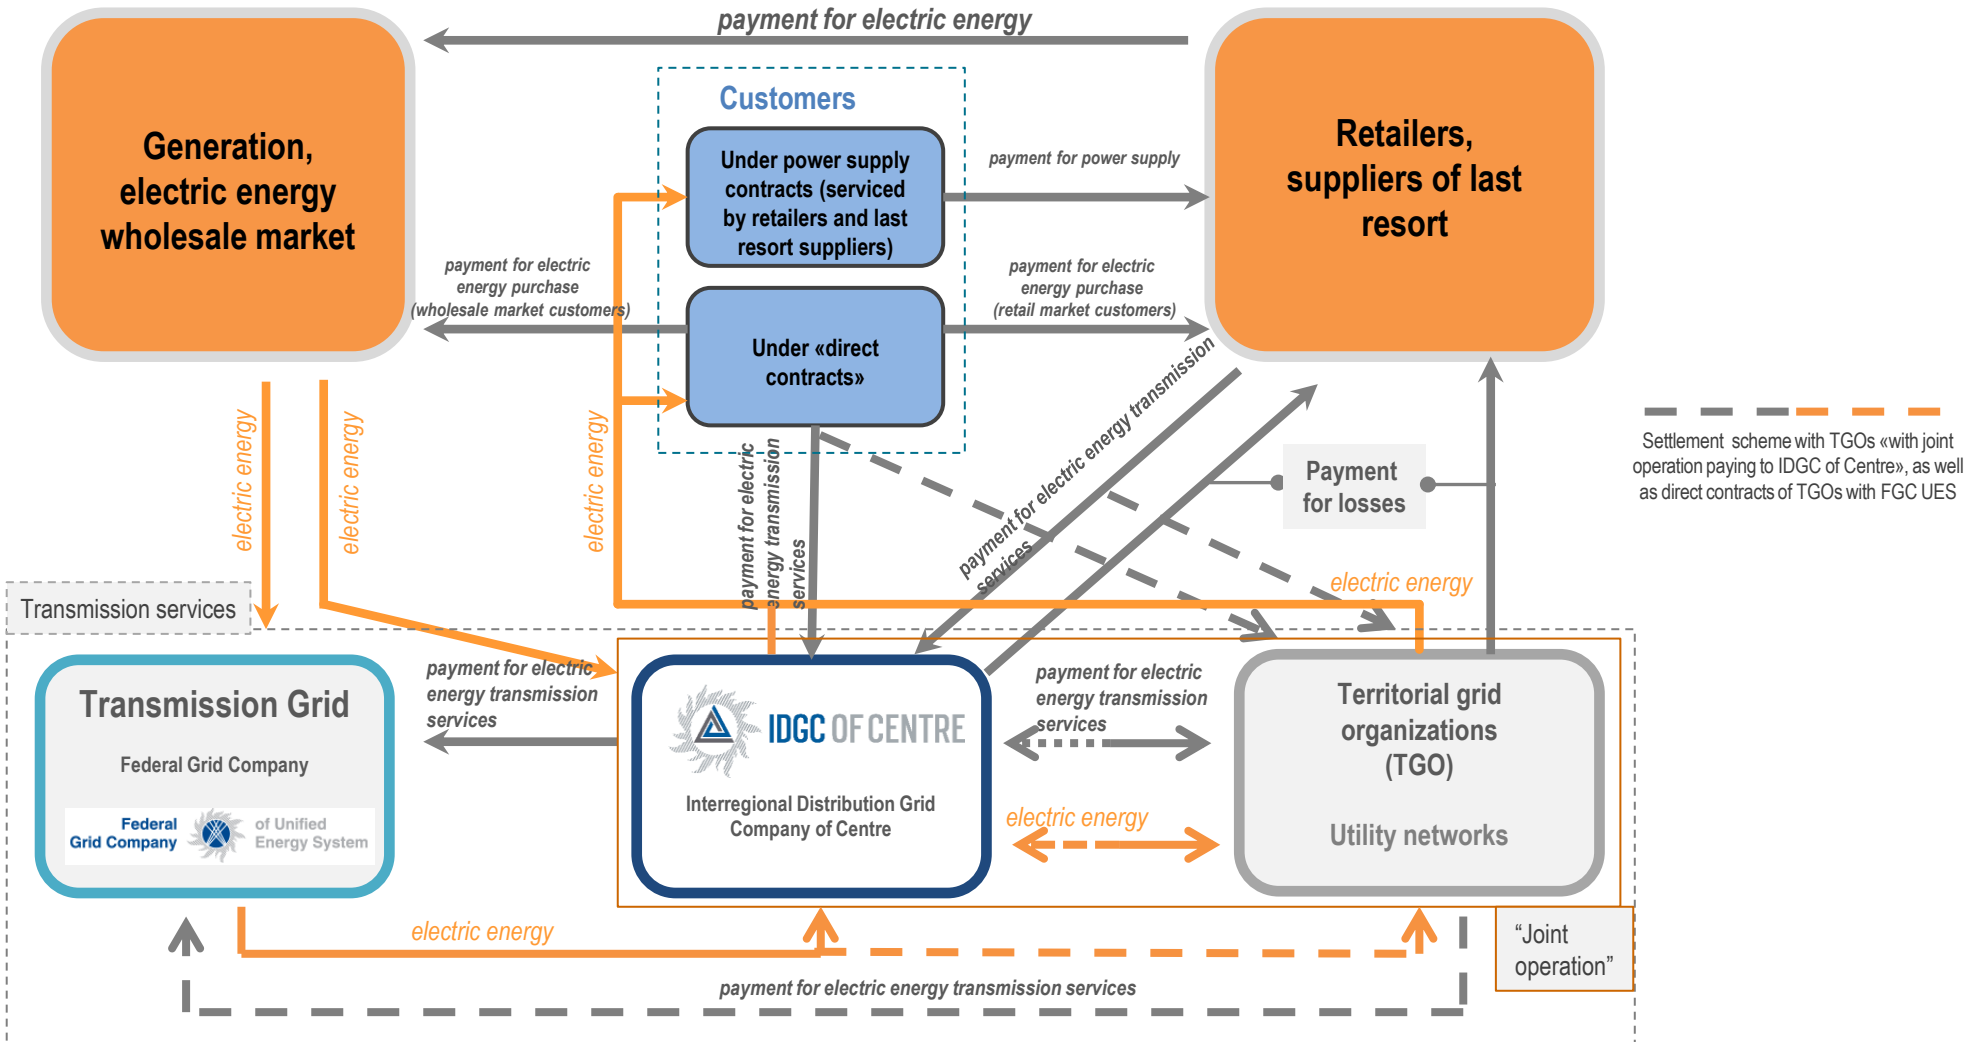 payment for electric energy
Generation,
electric energy
wholesale market
Customers
Under power supply
contracts (serviced
by retailers and last
resort suppliers)
payment for power supply
Retailers,
suppliers of last
resort
payment for electric
energy purchase
(wholesale market customers)
payment for electric
energy purchase
(retail market customers)
Under «direct
contracts»
electric energy
electric energy
electric energy
payment for electric
energy transmission
services
payment for electric energy transmission
services
Payment
for losses
Settlement scheme with TGOs «with joint
operation paying to IDGC of Centre», as well
as direct contracts of TGOs with FGC UES
electric energy
Transmission services
Transmission Grid
Federal Grid Company
Federal
Grid Company
of Unified
Energy System
payment for electric
energy transmission
services
IDGC OF CENTRE
Interregional Distribution Grid
Company of Centre
payment for electric
energy transmission
services
electric energy
Territorial grid
organizations
(TGO)
Utility networks
electric energy
“Joint
operation”
payment for electric energy transmission services